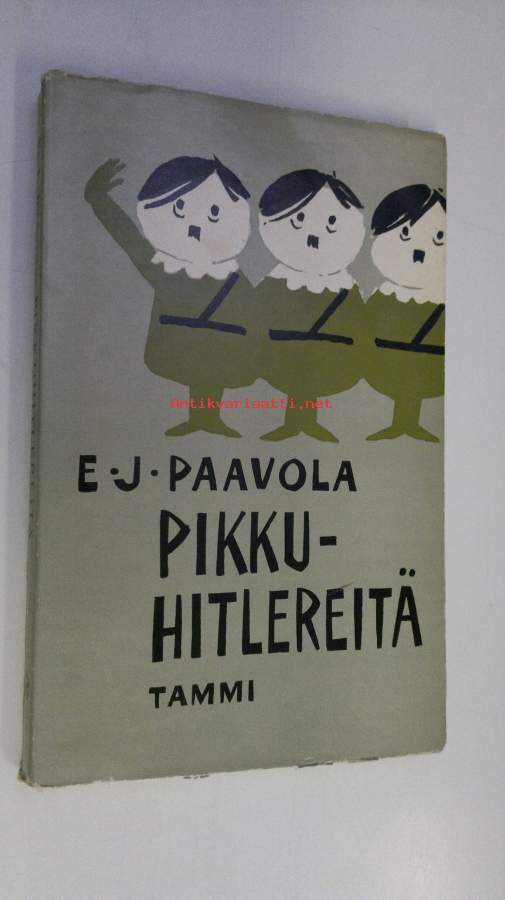 Antikvariaatti.net
E·J·PAAVOLA
PIKKU-
HITLEREITÄ
TAMMI